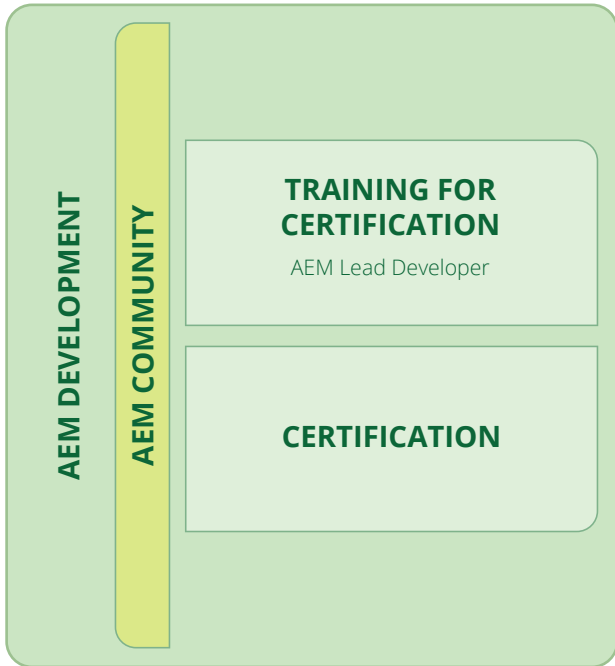 AEM DEVELOPMENT
AEM COMMUNITY
TRAINING FOR
CERTIFICATION
AEM Lead Developer
CERTIFICATION